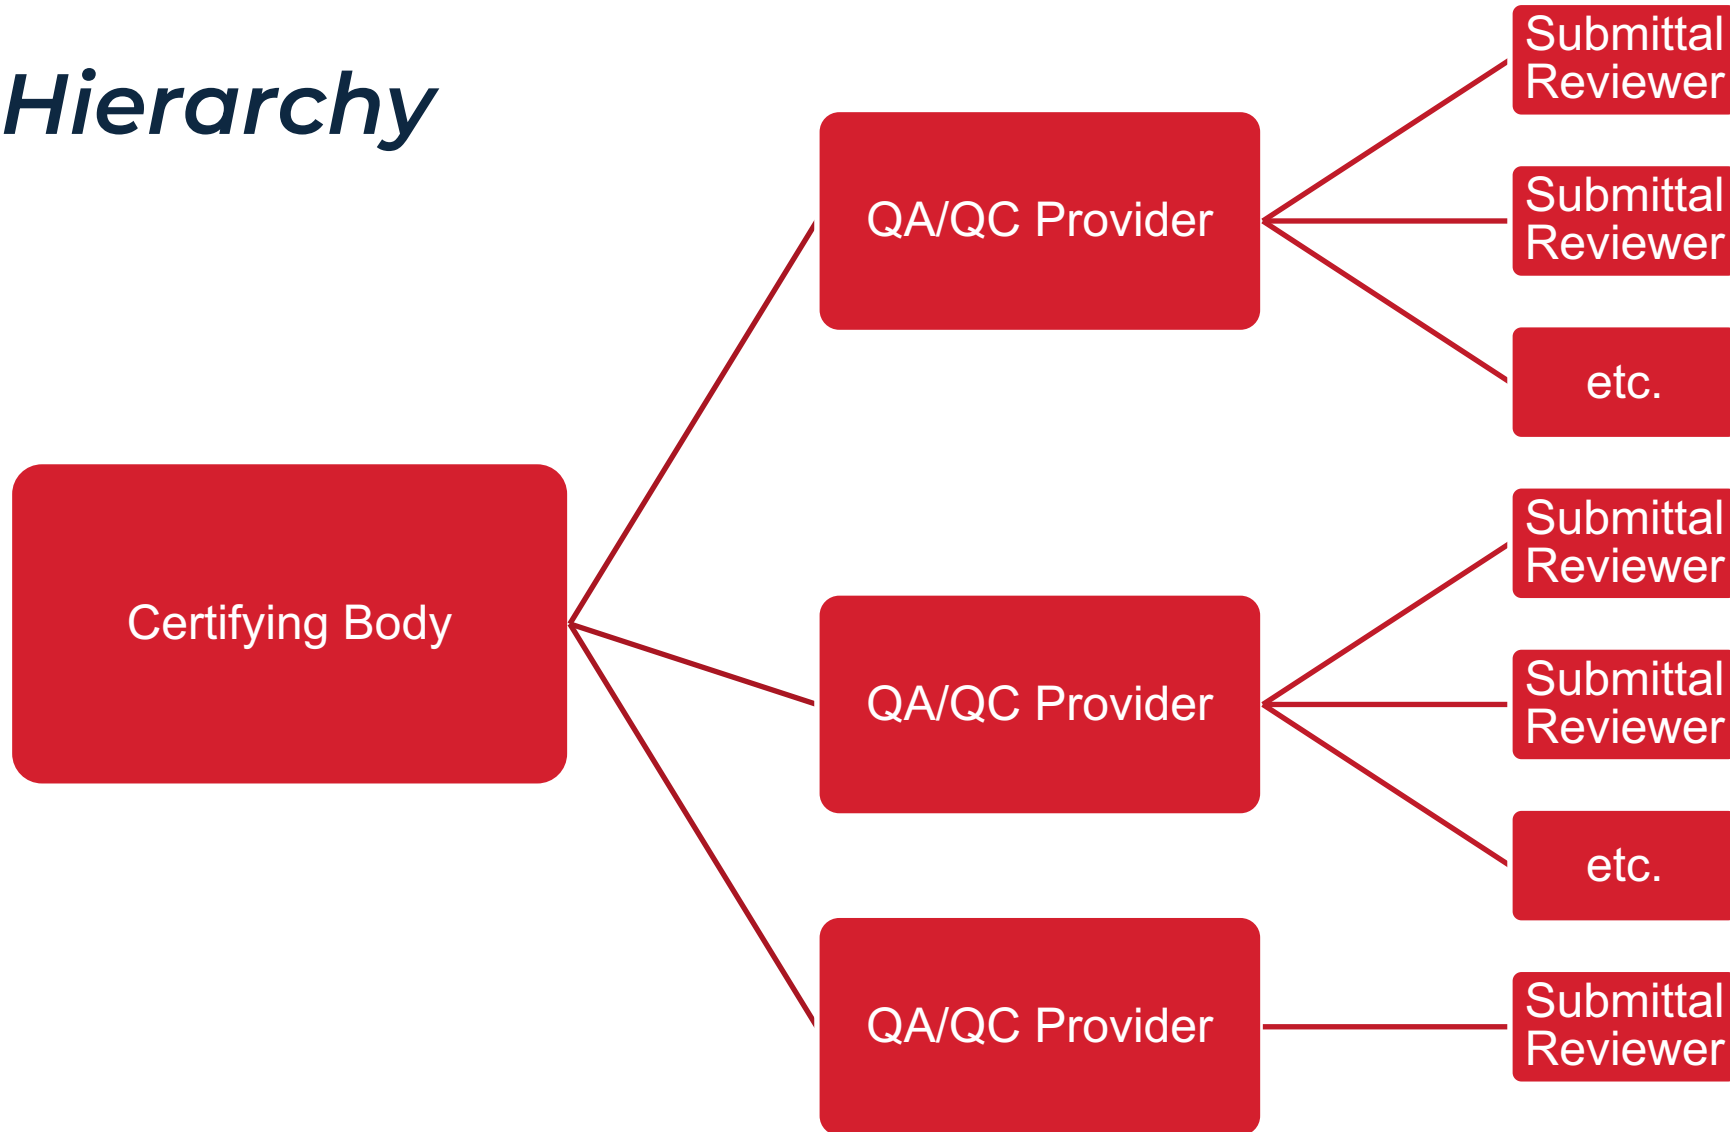 Hierarchy
Certifying Body
QA/QC Provider
Submittal
Reviewer
Submittal
Reviewer
etc.
QA/QC Provider
Submittal
Reviewer
Submittal
Reviewer
etc.
QA/QC Provider
Submittal
Reviewer